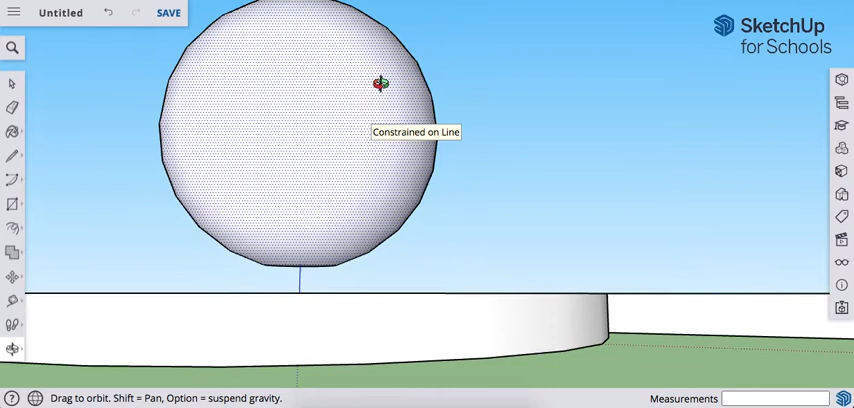 Untitled
SAVE
SketchUp
for Schools
Constrained on Line
? Drag to orbit. Shift = Pan, Option = suspend gravity.
Measurements